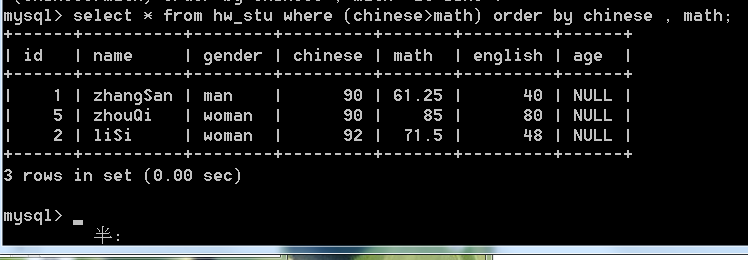 mysql> select * from hw_stu where (chinese>math) order by chinese , math;
+------+----------+--------+---------+-------+---------+------+
| id   | name     | gender | chinese | math  | english | age  |
+------+----------+--------+---------+-------+---------+------+
|    1 | zhangSan | man    |      90 | 61.25 |      40 | NULL |
|    5 | zhouQi   | woman  |      90 |    85 |      80 | NULL |
|    2 | liSi     | woman  |      92 |  71.5 |      48 | NULL |
+------+----------+--------+---------+-------+---------+------+
3 rows in set (0.00 sec)
mysql> _
半: